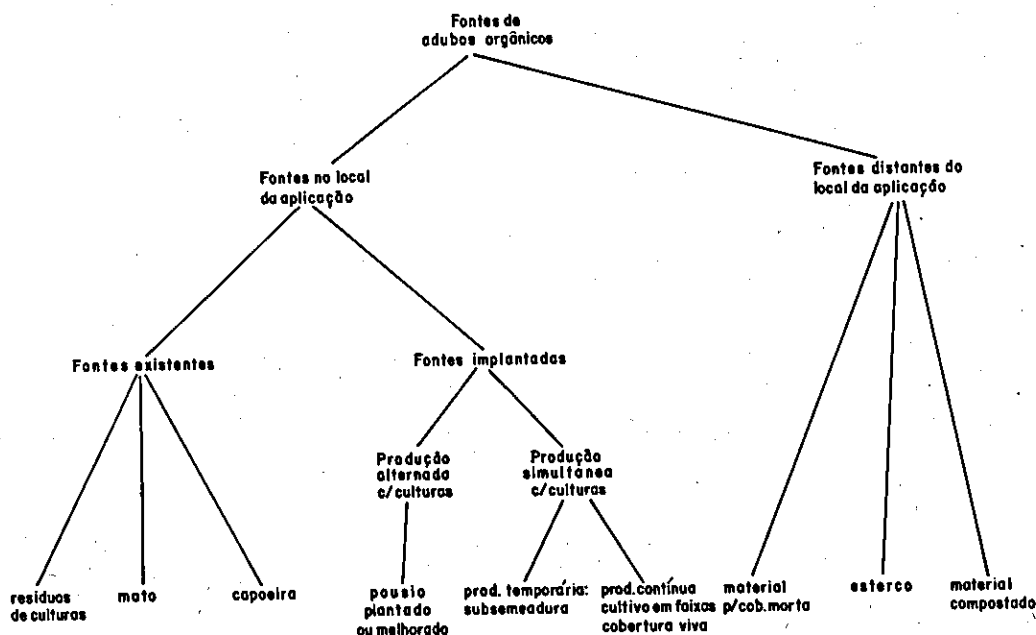 Fontes de
adubos orgânicos
Fontes no local
da aplicação
Fontes distantes do
local da aplicação
Fontes existentes
Fontes implantadas
Produção
alternada
c/culturas
Produção
simultanea
c/culturas
resíduos
de culturas
mato
capoeira
pousio
plantado
ou melhorado
prod. temporária:
subsemeadura
prod. contínua
cultivo em faixas
cobertura viva
material
p/cob. morta
esterco
material
compostado